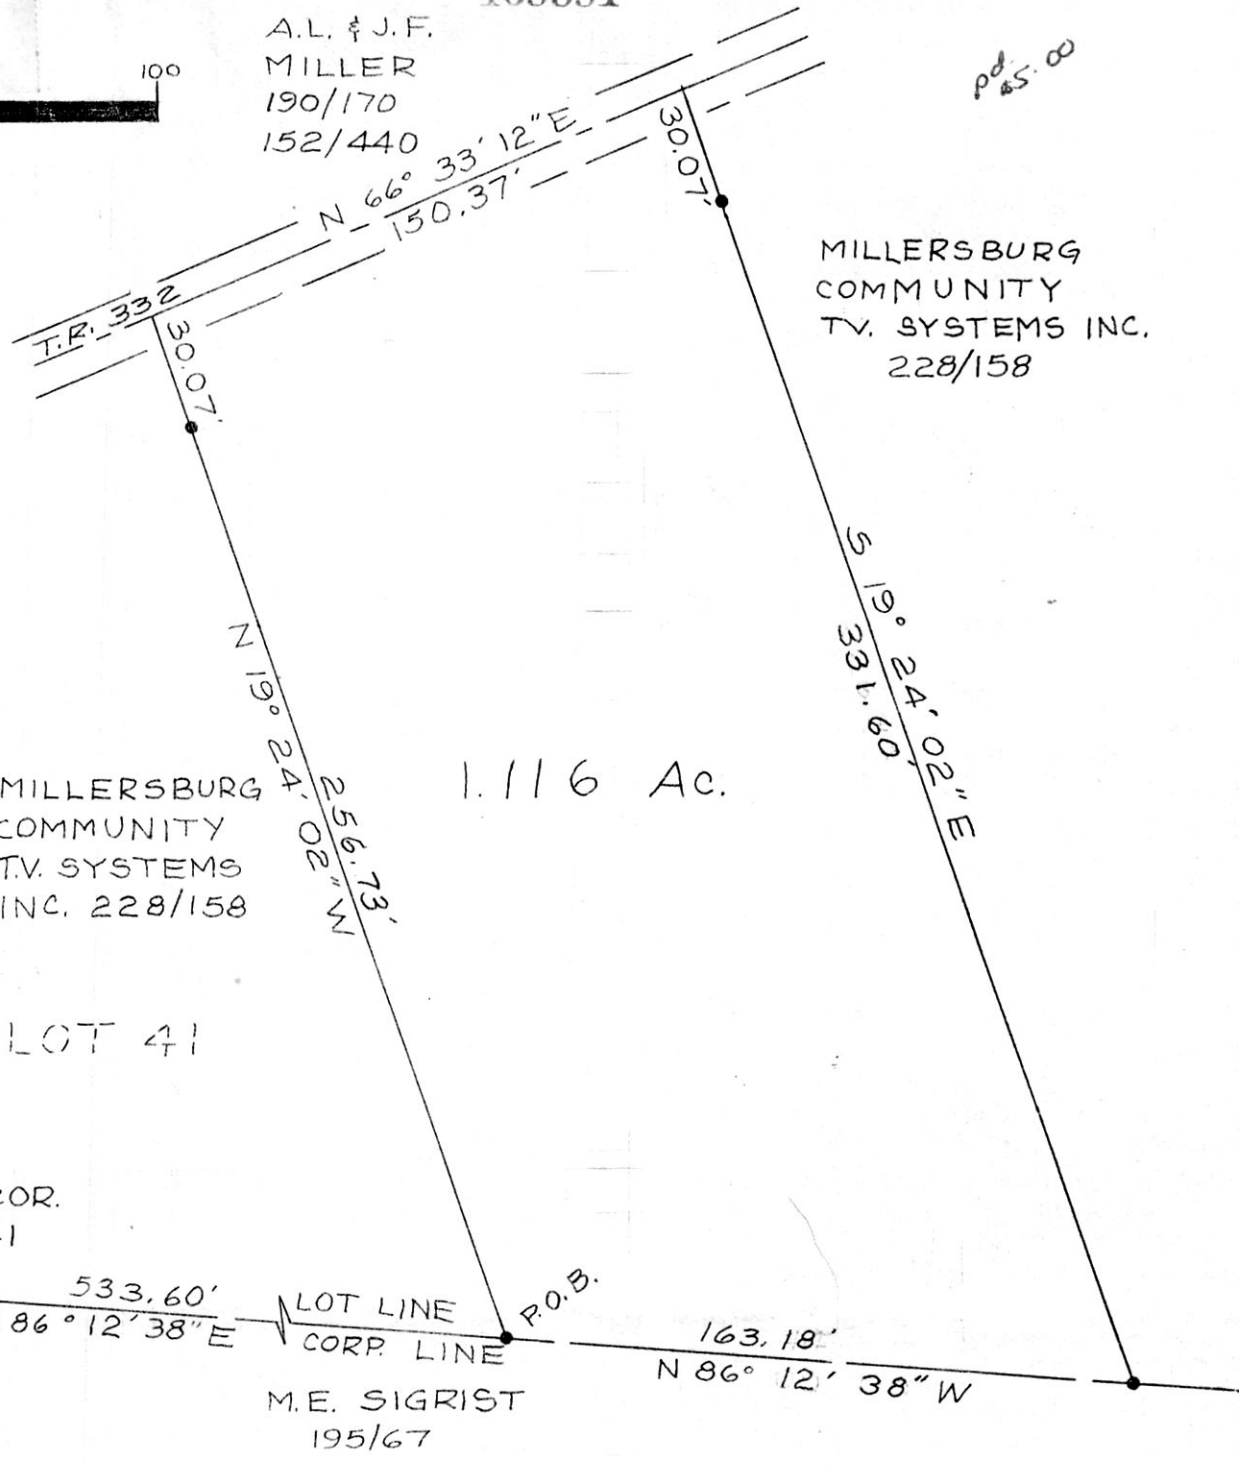 A.L. & J.F.
MILLER
190/170
152/440
100
pd. $5.00
N 66° 33' 12" E
150.37'
30.07'
T.R. 332
30.07'
MILLERSBURG
COMMUNITY
TV. SYSTEMS INC.
228/158
S 19° 24' 02" E
331.60'
N 19° 24' 02" W
256.73'
1.116 Ac.
MILLERSBURG
COMMUNITY
T.V. SYSTEMS
INC. 228/158
LOT 41
COR.
533.60'
86° 12' 38" E
LOT LINE
CORP. LINE
P.O.B.
163.18'
N 86° 12' 38" W
M.E. SIGRIST
195/67